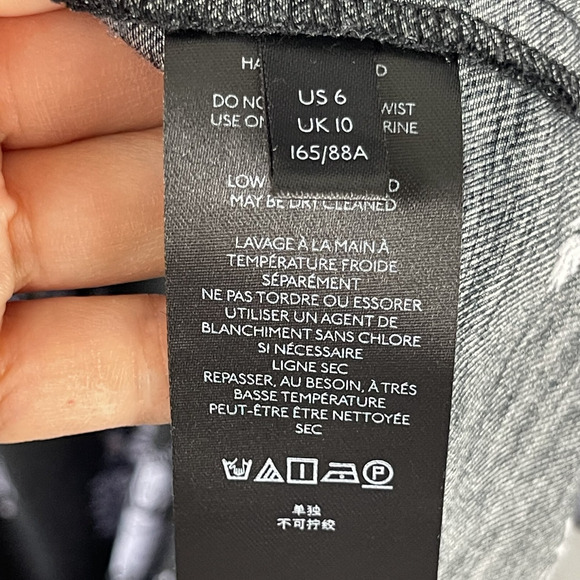 US 6
UK 10
165/88A
DO
USE
LOW
MAY BE DRY CLEANED
LAVAGE À LA MAIN À
TEMPÉRATURE FROIDE
SÉPARÉMENT
NE PAS TORDRE OU ESSORER
UTILISER UN AGENT DE
BLANCHIMENT SANS CHLORE
SI NÉCESSAIRE
LIGNE SEC
REPASSER, AU BESOIN, À TRÉS
BASSE TEMPÉRATURE
PEUT-ÊTRE ÊTRE NETTOYÉE
SEC
P
单独
不可拧绞